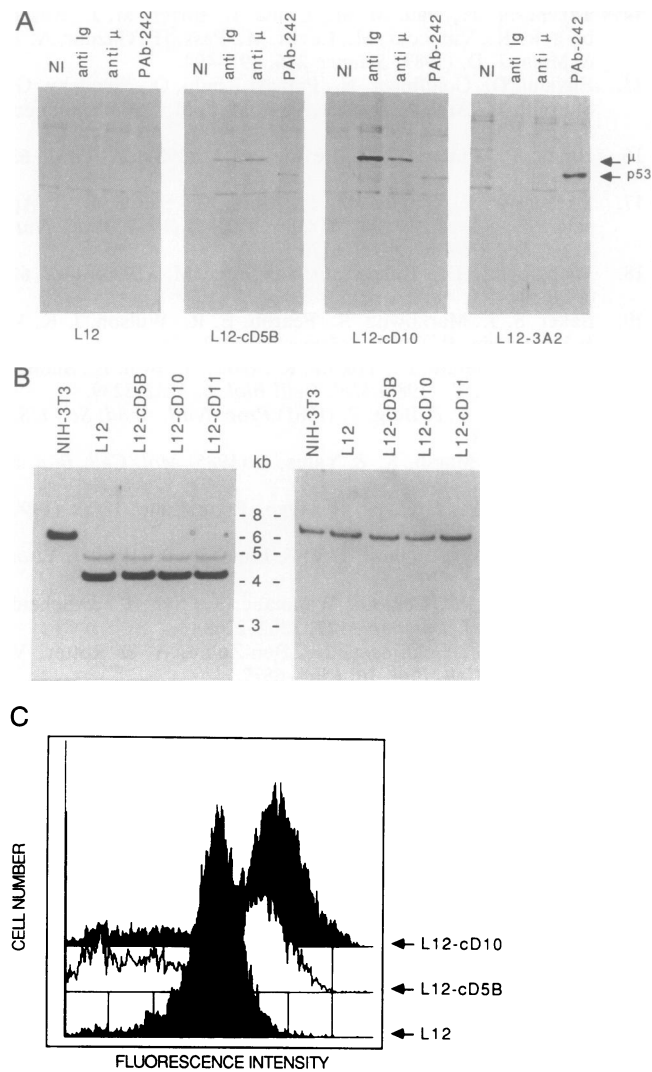 A
NI anti Ig anti μ PAb-242 NI anti Ig anti μ PAb-242 NI anti Ig anti μ PAb-242 NI anti Ig anti μ PAb-242
μ
p53
L12 L12-cD5B L12-cD10 L12-3A2
B
NIH-3T3 L12 L12-cD5B L12-cD10 L12-cD11 kb NIH-3T3 L12 L12-cD5B L12-cD10 L12-cD11
- 8 -
- 6 -
- 5 -
- 4 -
- 3 -
C
CELL NUMBER
L12-cD10
L12-cD5B
L12
FLUORESCENCE INTENSITY